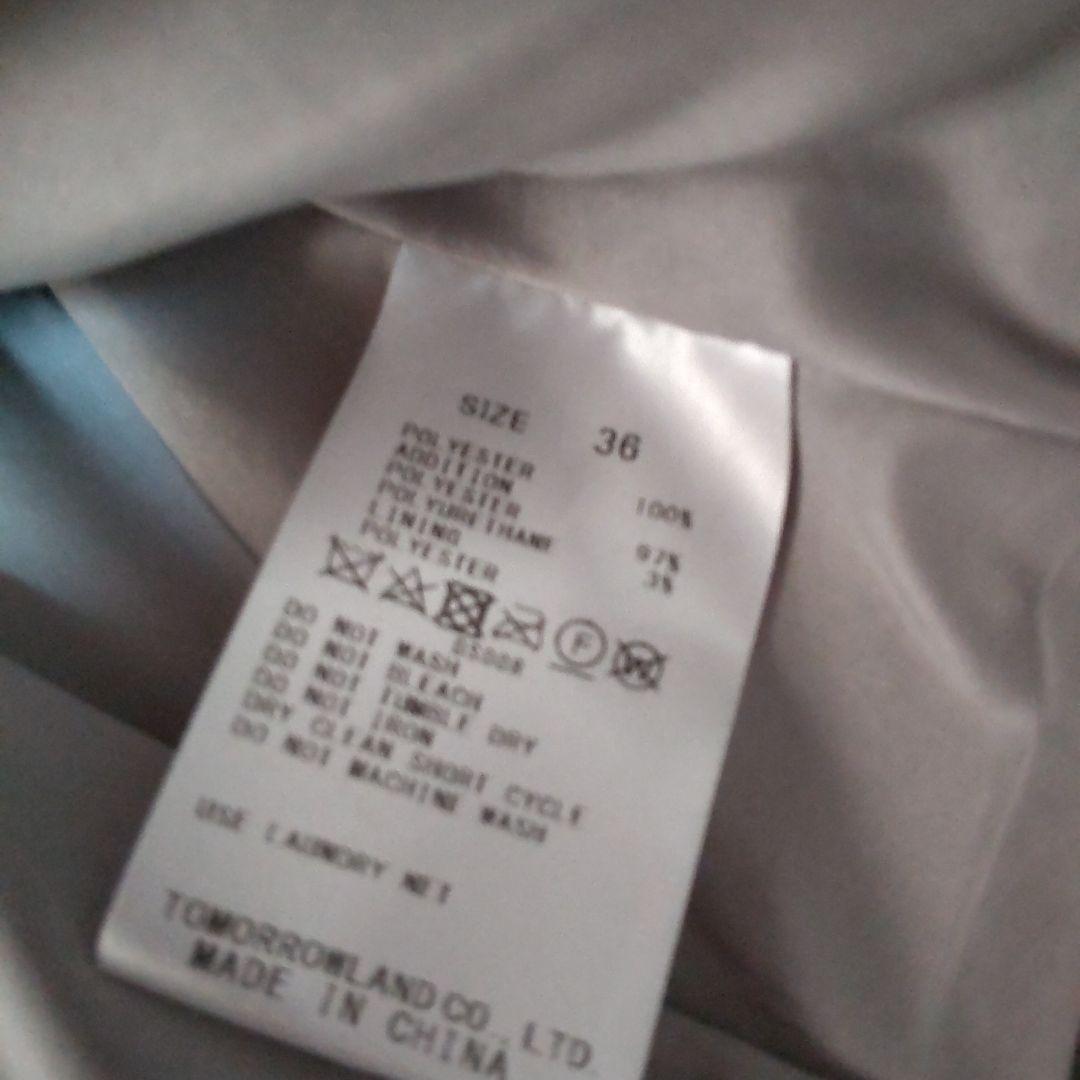 SIZE 36
POLYESTER 100%
ADDITION
POLYESTER 97%
POLYURETHANE 3%
LINING
POLYESTER
F W
DO NOT WASH
DO NOT BLEACH
DO NOT TUMBLE DRY
DO NOT IRON
DRY CLEAN SHORT CYCLE
DO NOT MACHINE WASH
USE LAUNDRY NET
TOMORROWLAND CO., LTD.
MADE IN CHINA